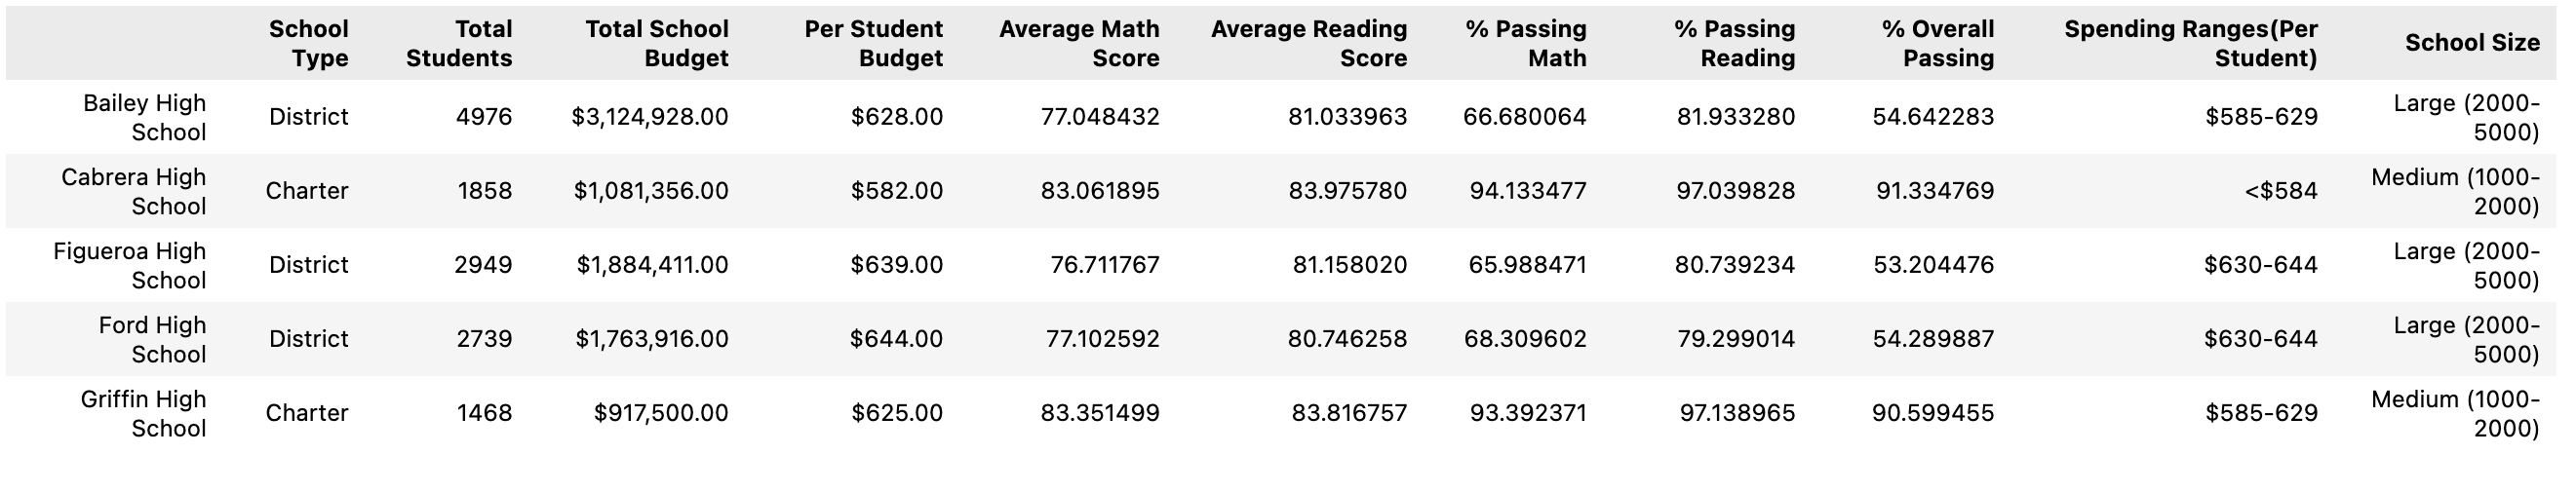 School Type Total Students Total School Budget Per Student Budget Average Math Score Average Reading Score % Passing Math % Passing Reading % Overall Passing Spending Ranges(Per Student) School Size
Bailey High School District 4976 $3,124,928.00 $628.00 77.048432 81.033963 66.680064 81.933280 54.642283 $585-629 Large (2000-5000)
Cabrera High School Charter 1858 $1,081,356.00 $582.00 83.061895 83.975780 94.133477 97.039828 91.334769 <$584 Medium (1000-2000)
Figueroa High School District 2949 $1,884,411.00 $639.00 76.711767 81.158020 65.988471 80.739234 53.204476 $630-644 Large (2000-5000)
Ford High School District 2739 $1,763,916.00 $644.00 77.102592 80.746258 68.309602 79.299014 54.289887 $630-644 Large (2000-5000)
Griffin High School Charter 1468 $917,500.00 $625.00 83.351499 83.816757 93.392371 97.138965 90.599455 $585-629 Medium (1000-2000)